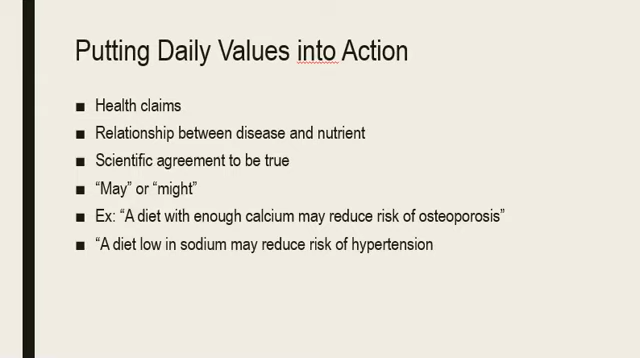 Putting Daily Values into Action
■ Health claims
■ Relationship between disease and nutrient
■ Scientific agreement to be true
■ “May” or “might”
■ Ex: “A diet with enough calcium may reduce risk of osteoporosis”
■ “A diet low in sodium may reduce risk of hypertension